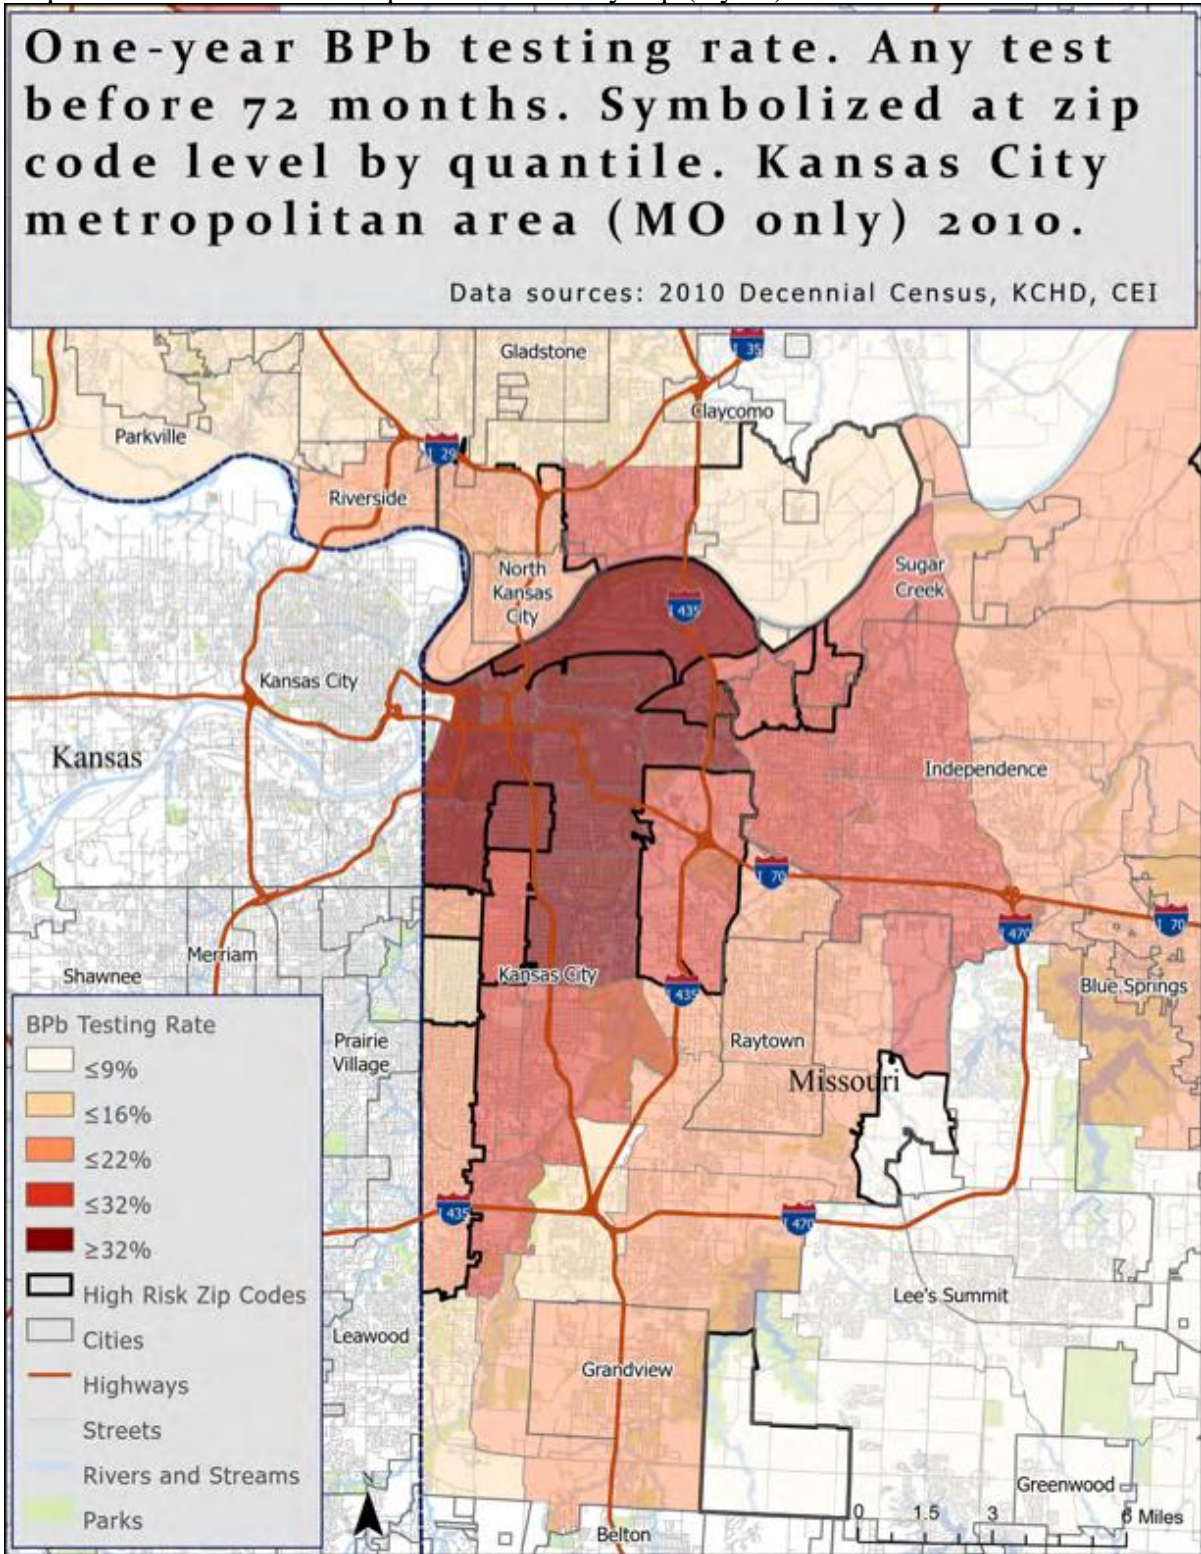 One-year BPb testing rate. Any test
before 72 months. Symbolized at zip
code level by quantile. Kansas City
metropolitan area (MO only) 2010.
Data sources: 2010 Decennial Census, KCHD, CEI
I 35
Gladstone
Claycomo
Parkville
I 29
Riverside
North
Kansas
City
Sugar
Creek
I 435
Kansas City
Kansas
Independence
I 70
I 470
I 70
Merriam
Shawnee
Kansas City
I 435
Blue Springs
Prairie
Village
Raytown
Missouri
I 435
I 470
Lee's Summit
Leawood
Grandview
Greenwood
Belton
BPb Testing Rate
≤9%
≤16%
≤22%
≤32%
≥32%
High Risk Zip Codes
Cities
Highways
Streets
Rivers and Streams
Parks
N
0 1.5 3 6 Miles